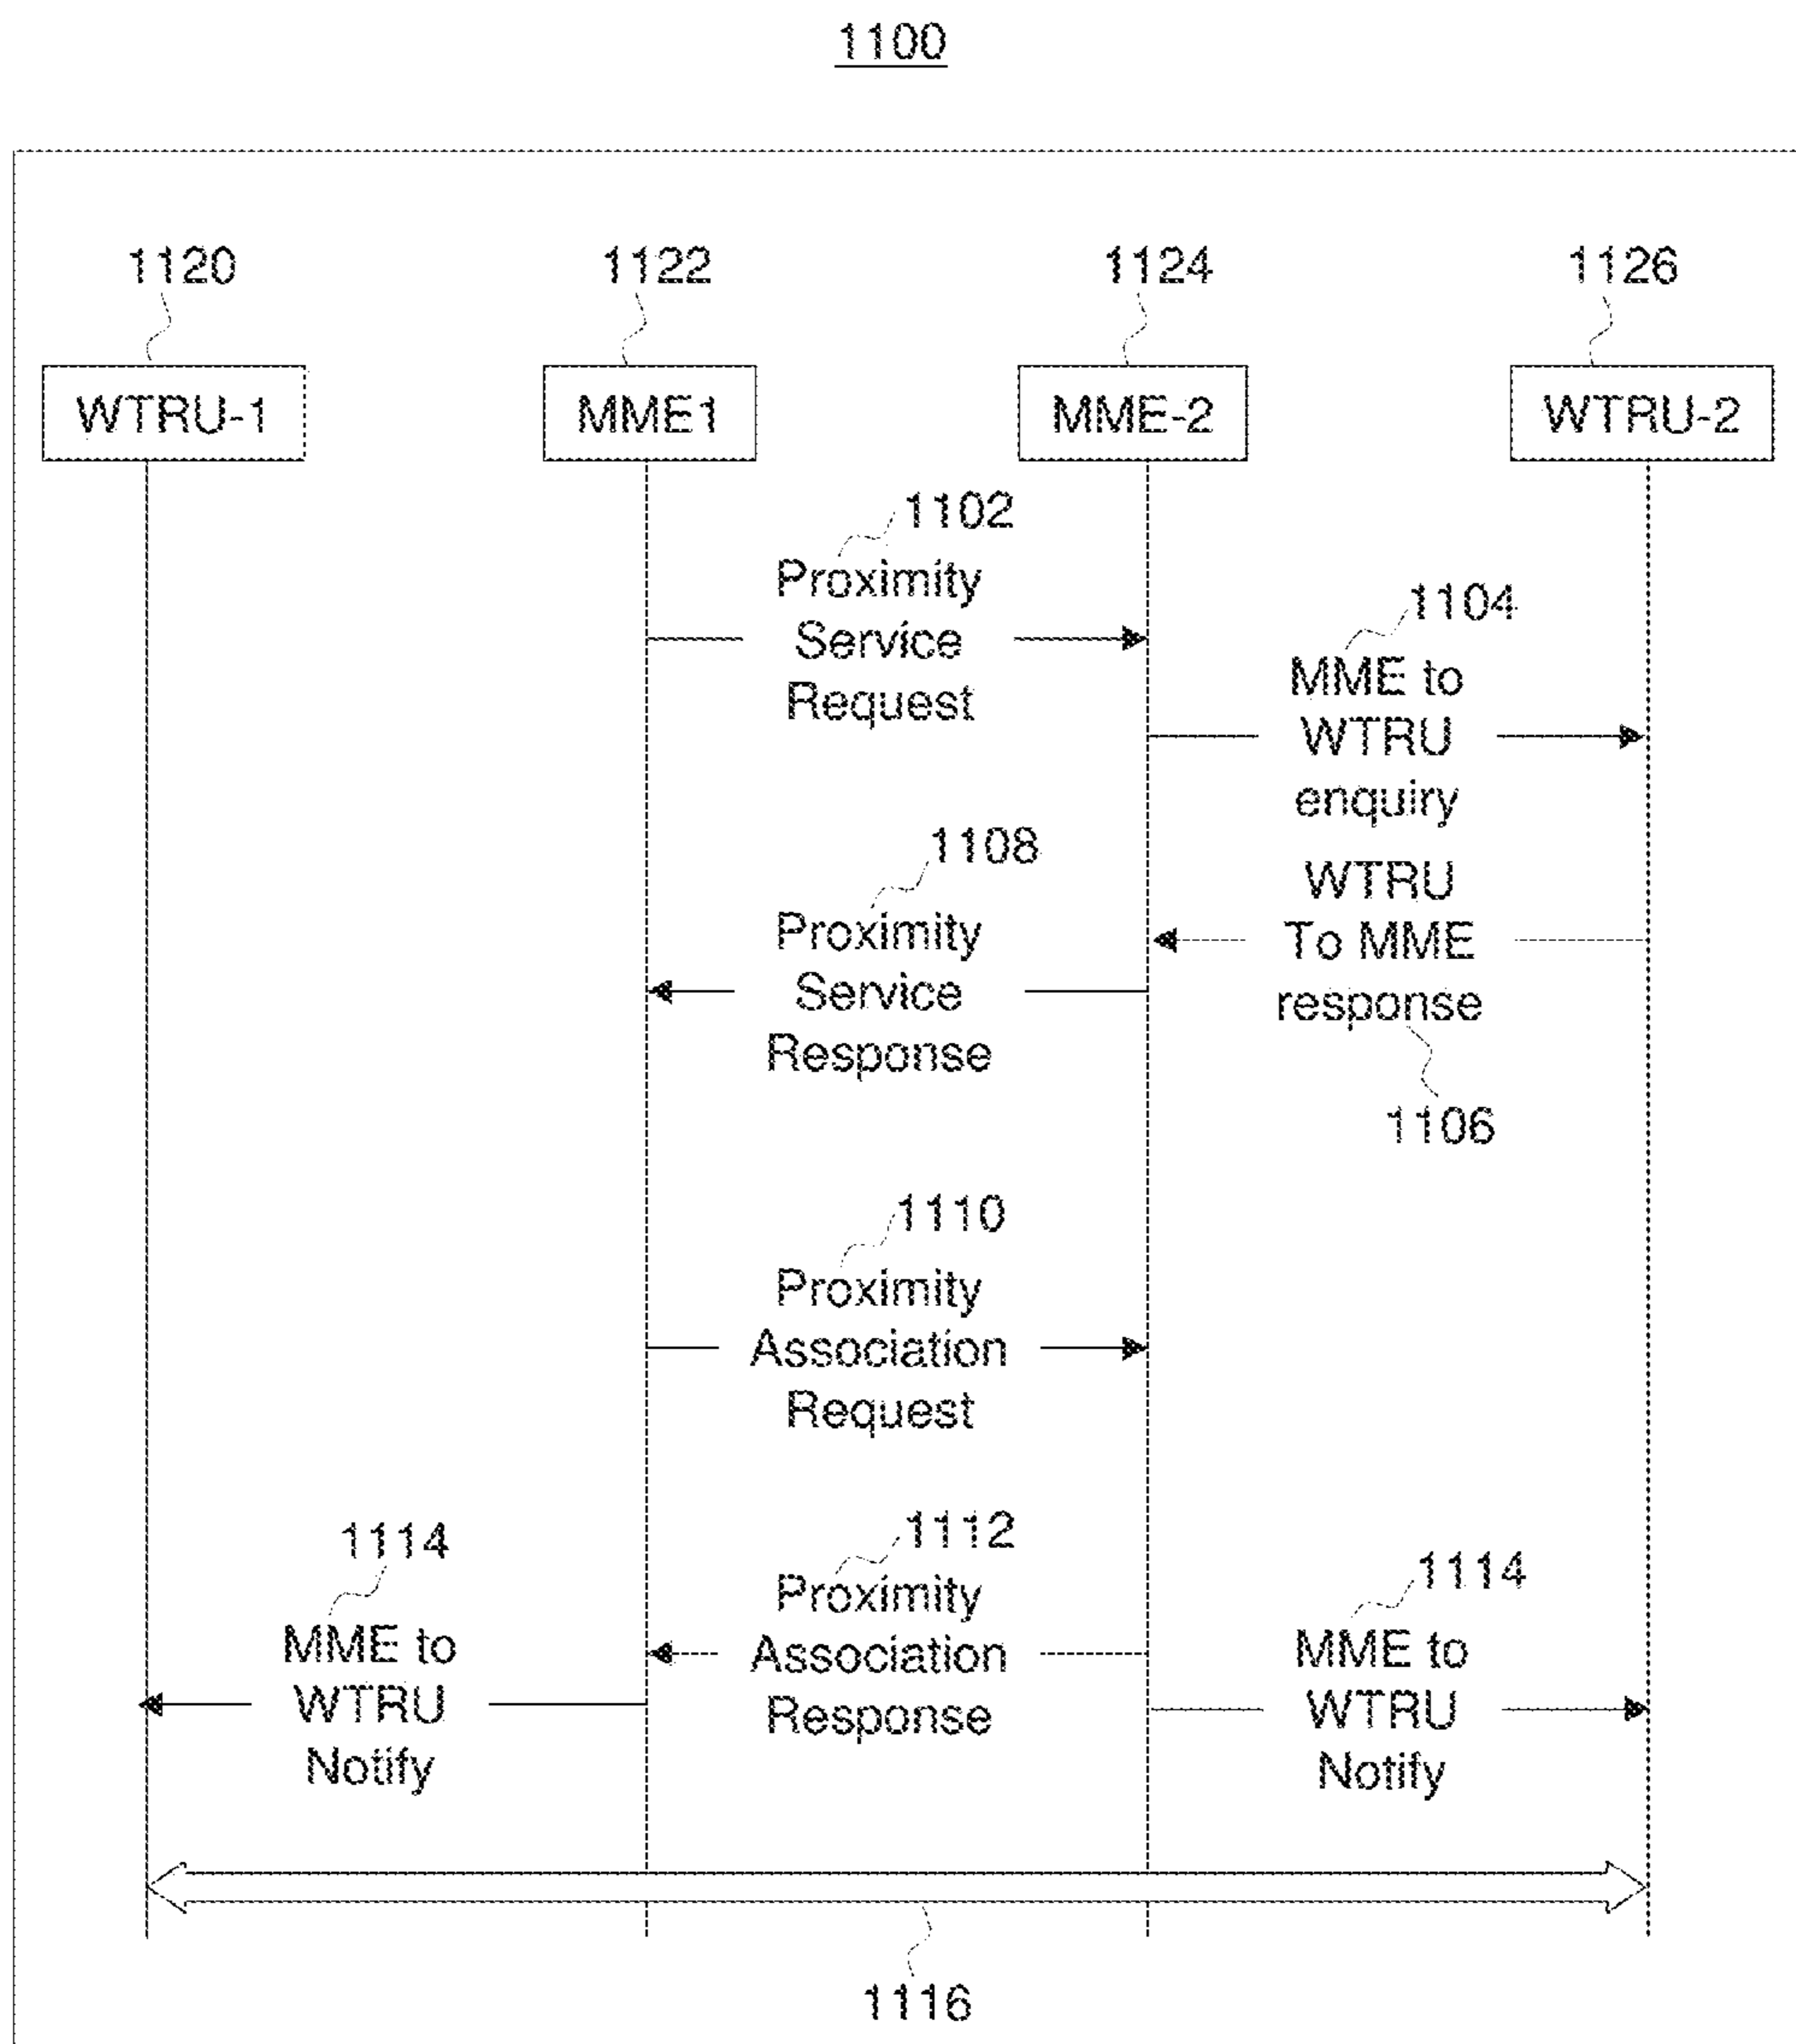 1100
1120
1122
1124
1126
WTRU-1
MME1
MME-2
WTRU-2
1102
Proximity
Service
Request
1104
MME to
WTRU
enquiry
1108
Proximity
Service
Response
WTRU
To MME
response
1106
1110
Proximity
Association
Request
1114
MME to
WTRU
Notify
1112
Proximity
Association
Response
1114
MME to
WTRU
Notify
1116